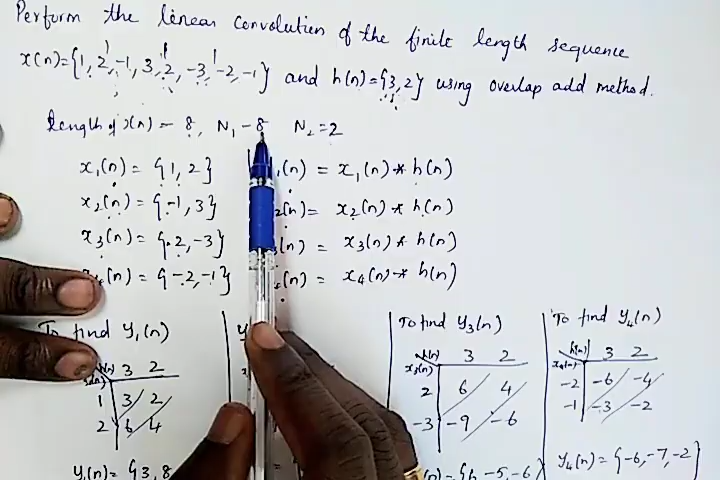 Perform the linear convolution of the finite length sequence
x(n)={1, 2, -1, 3, 2, -3, -2, -1} and h(n)={3,2} using overlap add method.
Length of x(n) - 8, N₁ - 8 N₂ = 2
x₁(n) = {1, 2} (n) = x₁(n) * h(n)
x₂(n) = {-1, 3} 2(n) = x₂(n) * h(n)
x₃(n) = {2, -3} (n) = x₃(n) * h(n)
(n) = {-2, -1} (n) = x₄(n) * h(n)
To find Y₁(n)
h(n) 3 2
1 3 2
2 6 4
y₁(n) = {3, 8
To find Y₃(n)
h(n) 3 2
x₃(n)
2 6 4
-3 -9 -6
(n) = {6, -5, -6}
To find Y₄(n)
h(n) 3 2
x₄(n)
-2 -6 -4
-1 -3 -2
y₄(n) = {-6, -7, -2}